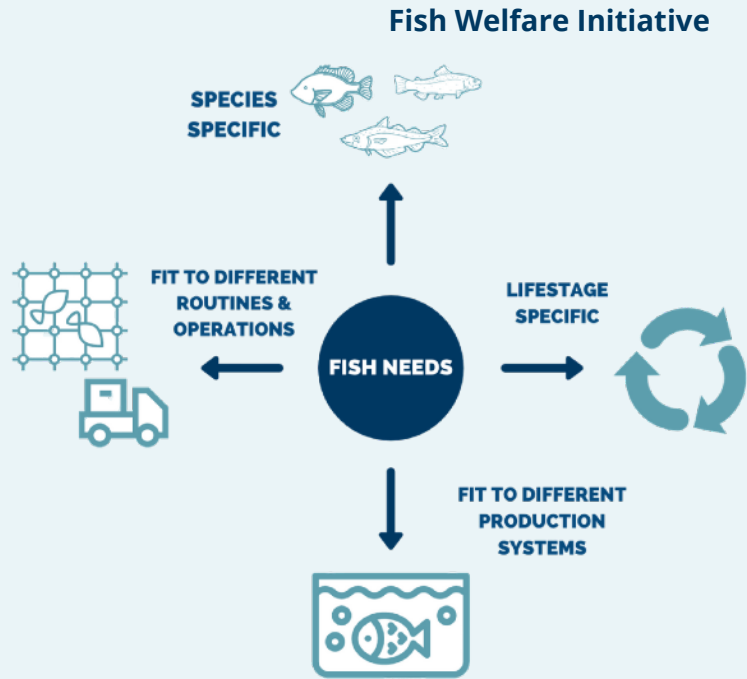 Fish Welfare Initiative
SPECIES
SPECIFIC
FIT TO DIFFERENT
ROUTINES &
OPERATIONS
LIFESTAGE
SPECIFIC
FISH NEEDS
FIT TO DIFFERENT
PRODUCTION
SYSTEMS